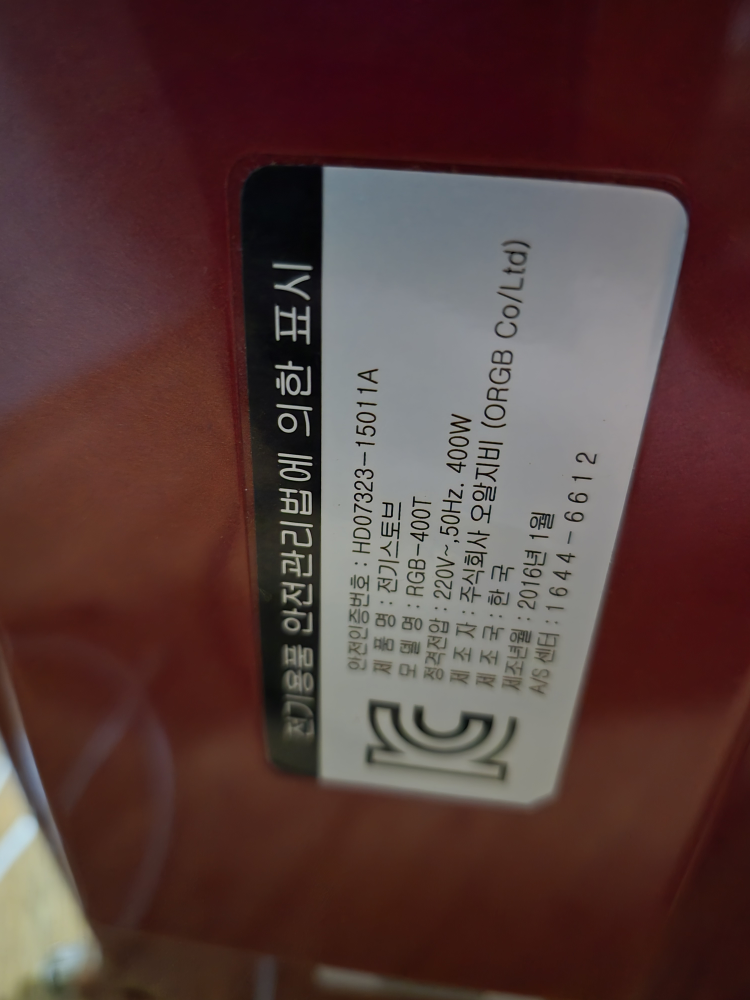 전기용품 안전관리법에 의한 표시
안전인증번호 : HD07323-15011A
제 품 명 : 전기스토브
모 델 명 : RGB-400T
정격전압 : 220V~,50Hz. 400W
제 조 자 : 주식회사 오알지비 (ORGB Co/Ltd)
제 조 국 : 한 국
제조년월 : 2016년 1월
A/S 센터 : 1644-6612